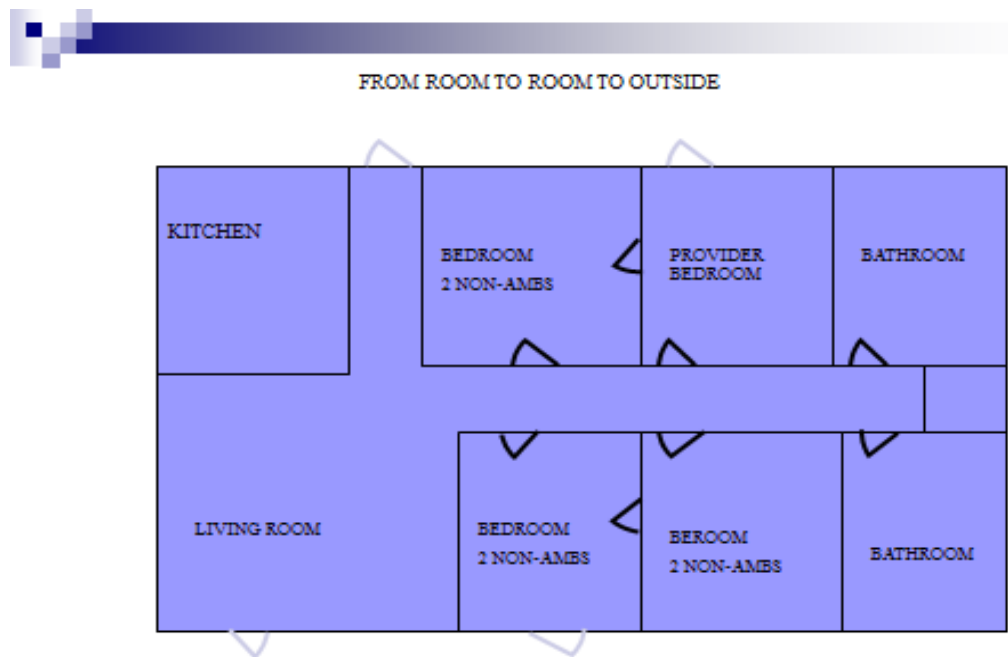 FROM ROOM TO ROOM TO OUTSIDE
KITCHEN
BEDROOM
2 NON-AMBS
PROVIDER
BEDROOM
BATHROOM
LIVING ROOM
BEDROOM
2 NON-AMBS
BEROOM
2 NON-AMBS
BATHROOM